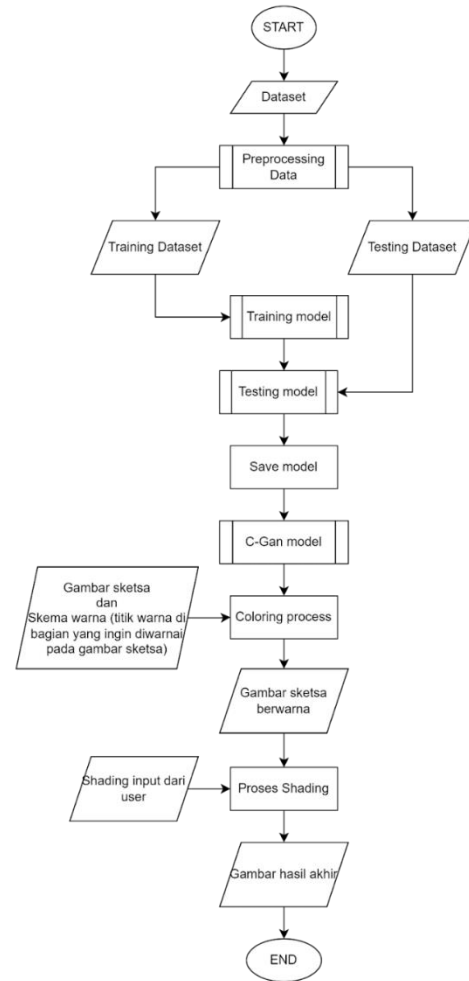 START
Dataset
Preprocessing
Data
Training Dataset
Testing Dataset
Training model
Testing model
Save model
C-Gan model
Gambar sketsa
dan
Skema warna (titik warna di
bagian yang ingin diwarnai
pada gambar sketsa)
Coloring process
Gambar sketsa
berwarna
Shading input dari
user
Proses Shading
Gambar hasil akhir
END